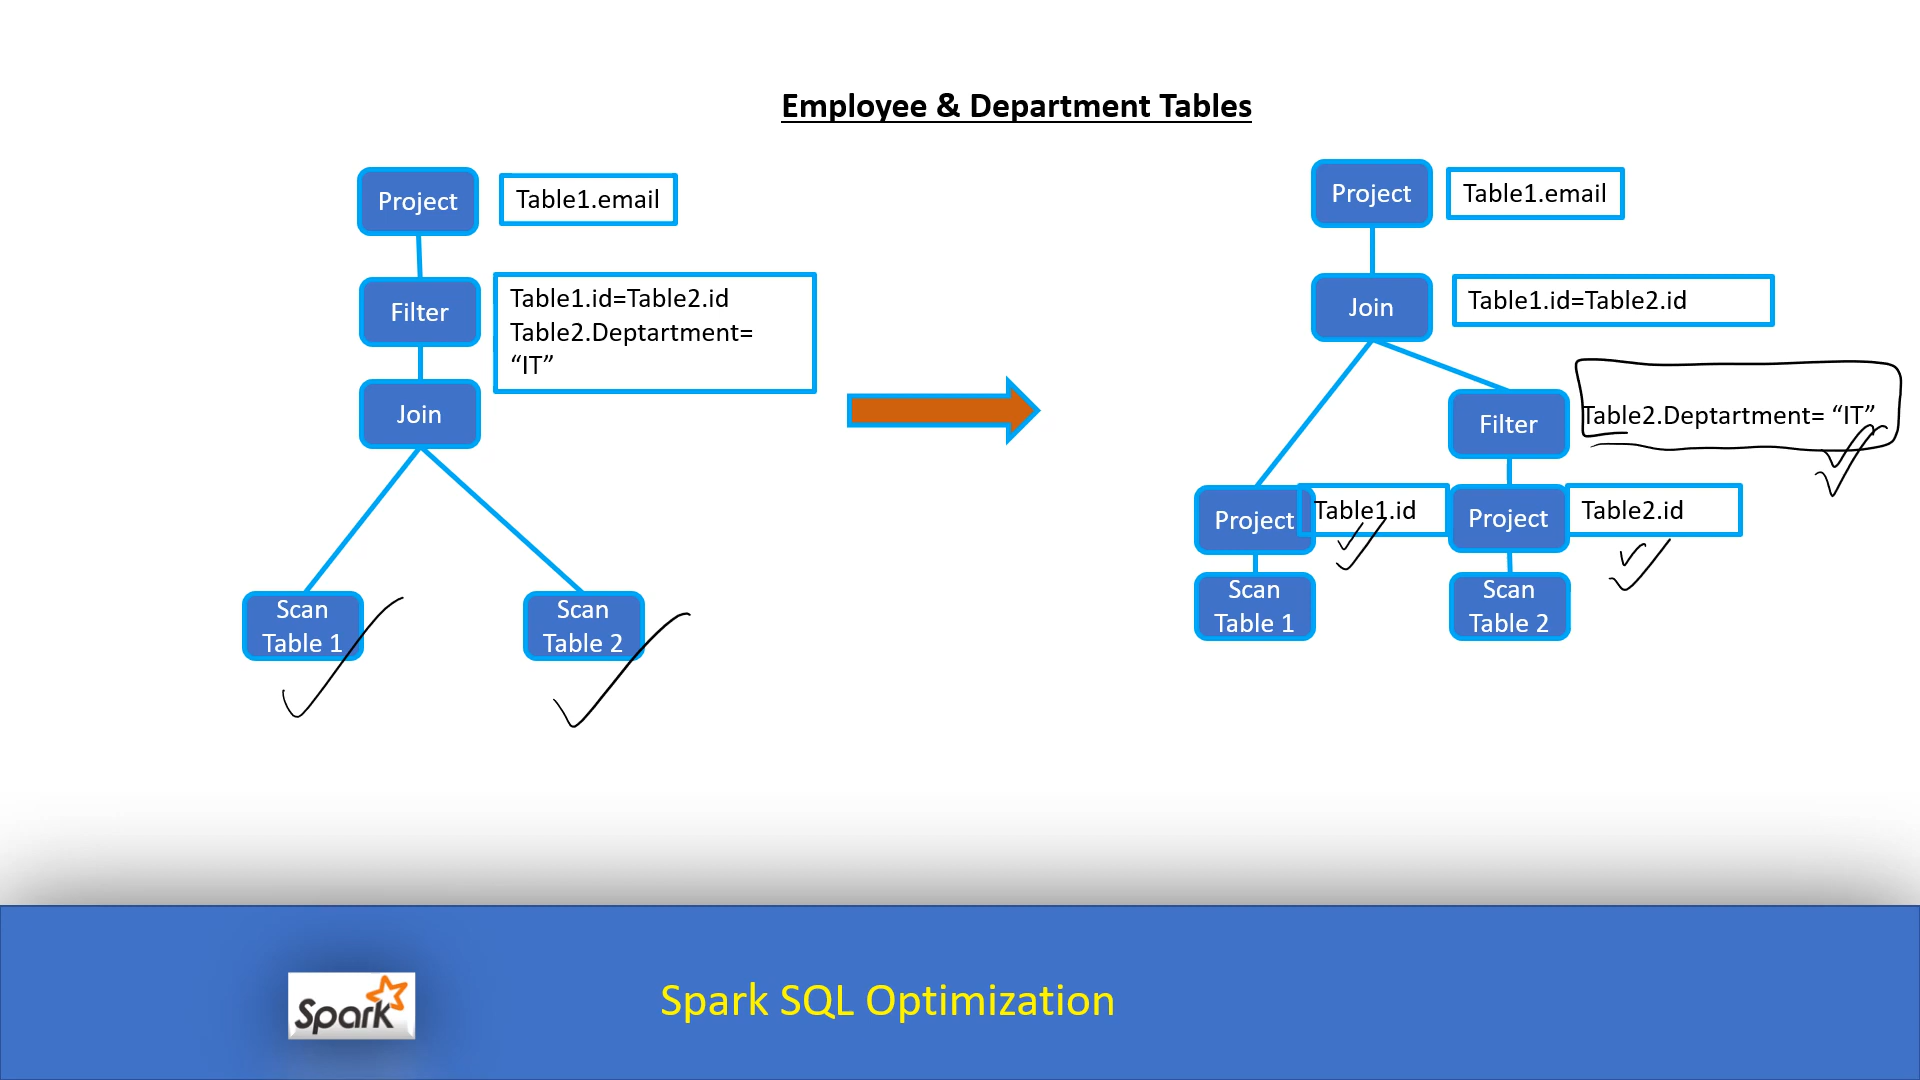 Employee & Department Tables
Project
Table1.email
Filter
Table1.id=Table2.id
Table2.Deptartment=
“IT”
Join
Scan
Table 1
Scan
Table 2
Project
Table1.email
Join
Table1.id=Table2.id
Filter
Table2.Deptartment= “IT”
Project
Table1.id
Project
Table2.id
Scan
Table 1
Scan
Table 2
Spark
Spark SQL Optimization